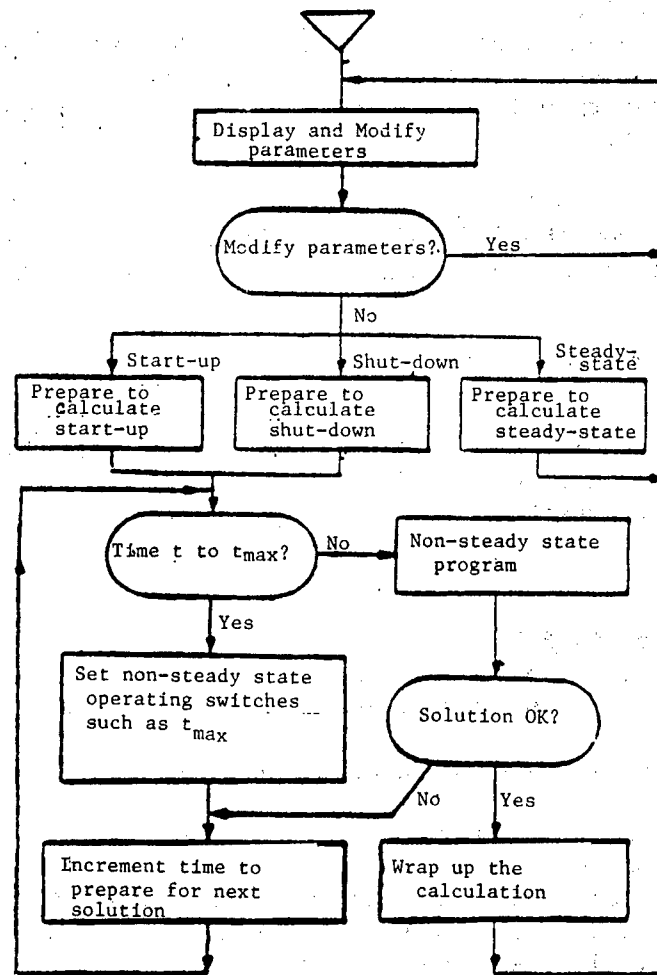 Display and Modify
parameters
Modify parameters?
Yes
No
Start-up
Shut-down
Steady-
state
Prepare to
calculate
start-up
Prepare to
calculate
shut-down
Prepare to
calculate
steady-state
Time t to tmax?
No
Non-steady state
program
Yes
Set non-steady state
operating switches
such as tmax
Solution OK?
No
Yes
Increment time to
prepare for next
solution
Wrap up the
calculation